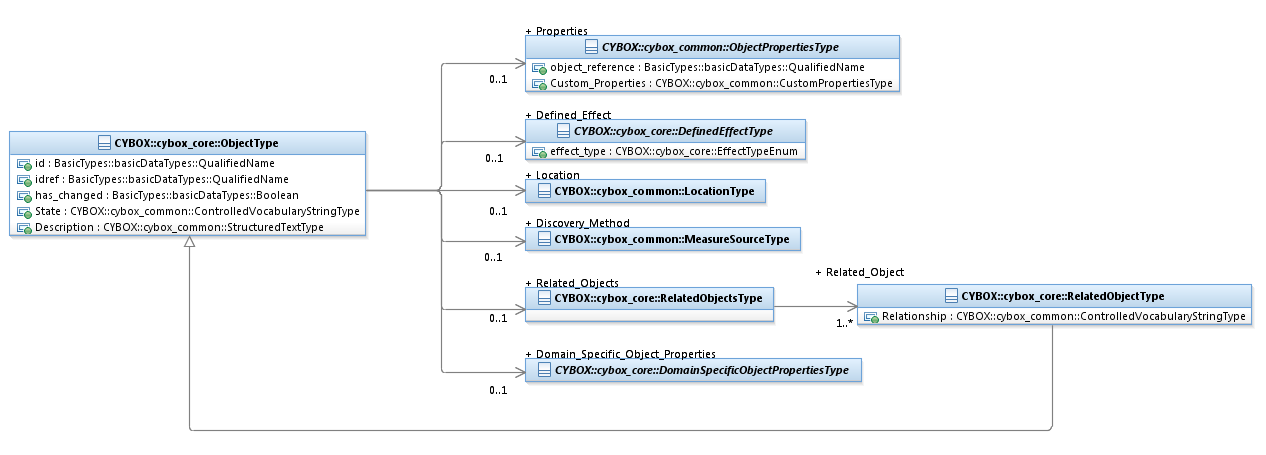 + Properties
CYBOX::cybox_common::ObjectPropertiesType
object_reference : BasicTypes::basicDataTypes::QualifiedName
Custom_Properties : CYBOX::cybox_common::CustomPropertiesType
0..1
+ Defined_Effect
CYBOX::cybox_core::DefinedEffectType
effect_type : CYBOX::cybox_core::EffectTypeEnum
0..1
CYBOX::cybox_core::ObjectType
id : BasicTypes::basicDataTypes::QualifiedName
idref : BasicTypes::basicDataTypes::QualifiedName
has_changed : BasicTypes::basicDataTypes::Boolean
State : CYBOX::cybox_common::ControlledVocabularyStringType
Description : CYBOX::cybox_common::StructuredTextType
+ Location
CYBOX::cybox_common::LocationType
0..1
+ Discovery_Method
CYBOX::cybox_common::MeasureSourceType
0..1
+ Related_Objects
CYBOX::cybox_core::RelatedObjectsType
0..1
+ Related_Object
CYBOX::cybox_core::RelatedObjectType
Relationship : CYBOX::cybox_common::ControlledVocabularyStringType
1..*
+ Domain_Specific_Object_Properties
CYBOX::cybox_core::DomainSpecificObjectPropertiesType
0..1